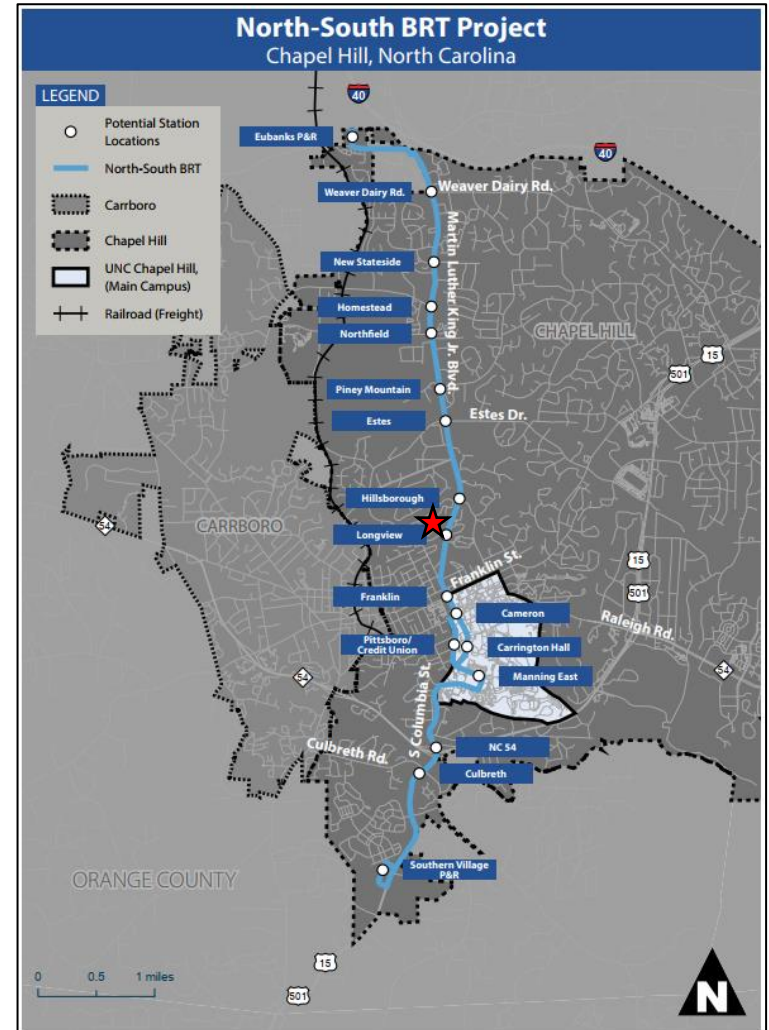 North-South BRT Project
Chapel Hill, North Carolina
LEGEND
Potential Station
Locations
North-South BRT
Carrboro
Chapel Hill
UNC Chapel Hill,
(Main Campus)
Railroad (Freight)
40
40
Eubanks P&R
Weaver Dairy Rd.
Weaver Dairy Rd.
New Stateside
Martin Luther King Jr. Blvd.
Homestead
Northfield
CHAPEL HILL
15
501
Piney Mountain
Estes
Estes Dr.
Hillsborough
54
CARRBORO
Longview
15
501
Franklin St.
Franklin
Cameron
Raleigh Rd.
Pittsboro/
Credit Union
Carrington Hall
54
54
Manning East
S Columbia St.
NC 54
Culbreth Rd.
Culbreth
Southern Village
P&R
ORANGE COUNTY
15
501
0 0.5 1 miles
N